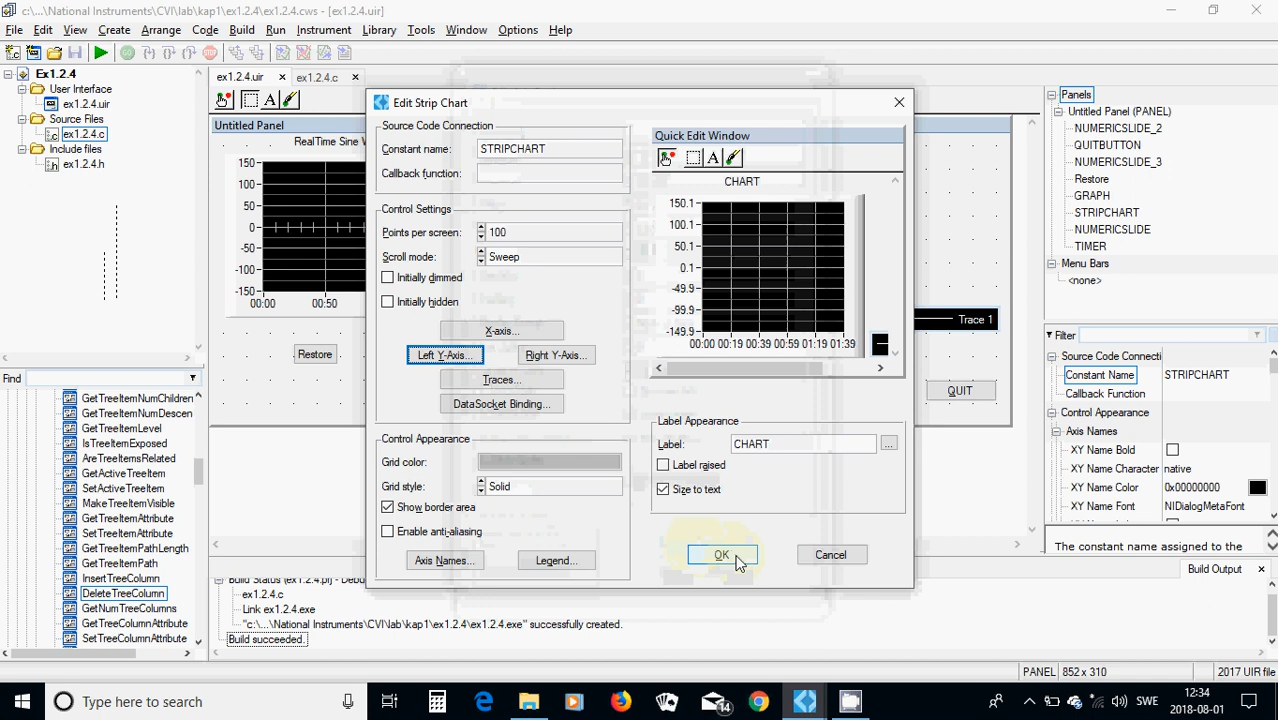 c:\...\National Instruments\CVI\lab\kap1\ex1.2.4\ex1.2.4.cws - [ex1.2.4.uir]
File Edit View Create Arrange Code Build Run Instrument Library Tools Window Options Help
Ex1.2.4
User Interface
ex1.2.4.uir
Source Files
ex1.2.4.c
Include files
ex1.2.4.h
ex1.2.4.uir
ex1.2.4.c
Untitled Panel
RealTime Sine W
150
100
50
0
-50
-100
-150
00:00 00:50
Restore
Trace 1
QUIT
Edit Strip Chart
Source Code Connection
Constant name: STRIPCHART
Callback function:
Control Settings
Points per screen: 100
Scroll mode: Sweep
Initially dimmed
Initially hidden
X-axis...
Left Y-Axis...
Right Y-Axis...
Traces...
DataSocket Binding...
Control Appearance
Grid color:
Grid style: Solid
Show border area
Enable anti-aliasing
Axis Names...
Legend...
Quick Edit Window
CHART
150.1
100.1
50.1
0.1
-49.9
-99.9
-149.9
00:00 00:19 00:39 00:59 01:19 01:39
Label Appearance
Label: CHART
...
Label raised
Size to text
OK
Cancel
Panels
Untitled Panel (PANEL)
NUMERICSLIDE_2
QUITBUTTON
NUMERICSLIDE_3
Restore
GRAPH
STRIPCHART
NUMERICSLIDE
TIMER
Menu Bars
<none>
Filter
Source Code Connecti
Constant Name STRIPCHART
Callback Function
Control Appearance
Axis Names
XY Name Bold
XY Name Character native
XY Name Color 0x00000000
XY Name Font NIDialogMetaFont
The constant name assigned to the
Find
GetTreeItemNumChildren
GetTreeItemNumDescen
GetTreeItemLevel
IsTreeItemExposed
AreTreeItemsRelated
GetActiveTreeItem
SetActiveTreeItem
MakeTreeItemVisible
GetTreeItemAttribute
SetTreeItemAttribute
GetTreeItemPathLength
GetTreeItemPath
InsertTreeColumn
DeleteTreeColumn
GetNumTreeColumns
GetTreeColumnAttribute
SetTreeColumnAttribute
Build Output
Build Status (ex1.2.4.prj - Debu
ex1.2.4.c
Link ex1.2.4.exe
"c:\...\National Instruments\CVI\lab\kap1\ex1.2.4\ex1.2.4.exe" successfully created.
Build succeeded.
PANEL 852 x 310 2017 UIR file
Type here to search
14
SWE
12:34
2018-08-01